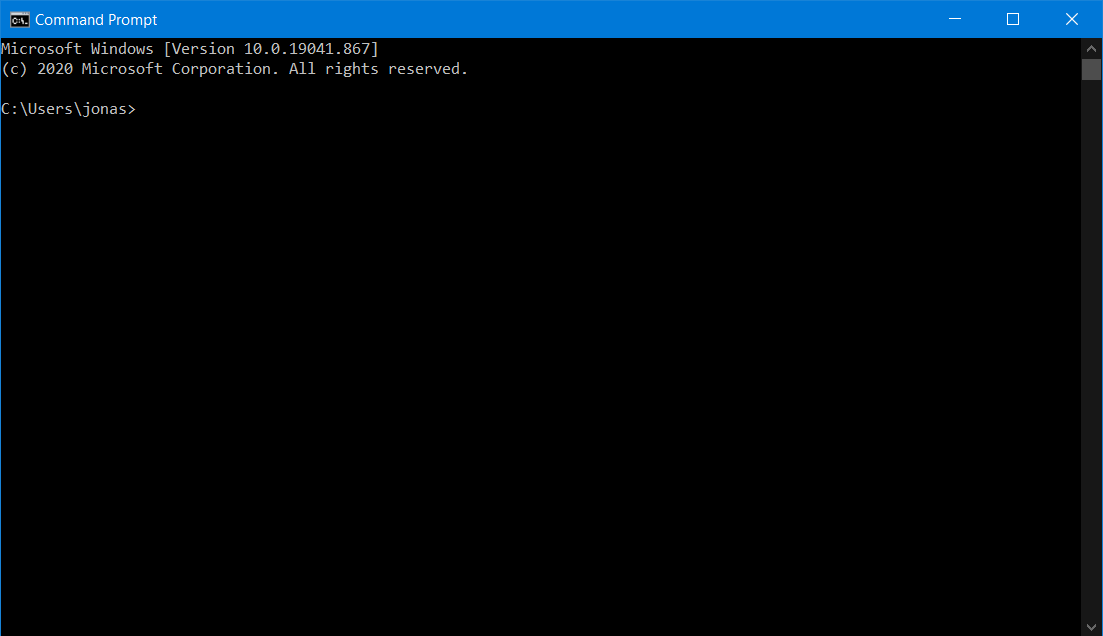 Command Prompt
Microsoft Windows [Version 10.0.19041.867]
(c) 2020 Microsoft Corporation. All rights reserved.
C:\Users\jonas>